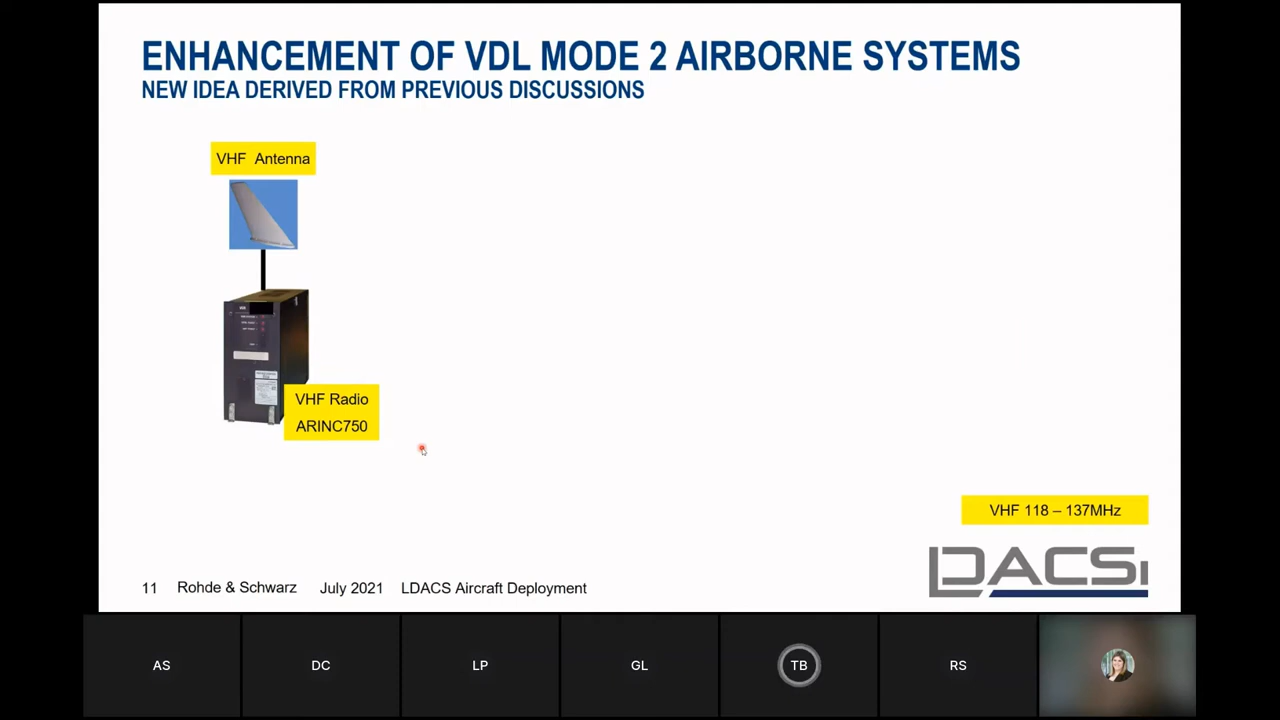 ENHANCEMENT OF VDL MODE 2 AIRBORNE SYSTEMS
NEW IDEA DERIVED FROM PREVIOUS DISCUSSIONS
VHF Antenna
VHF Radio
ARINC750
VHF 118 – 137MHz
LDACSI
11 Rohde & Schwarz July 2021 LDACS Aircraft Deployment
AS DC LP GL TB RS